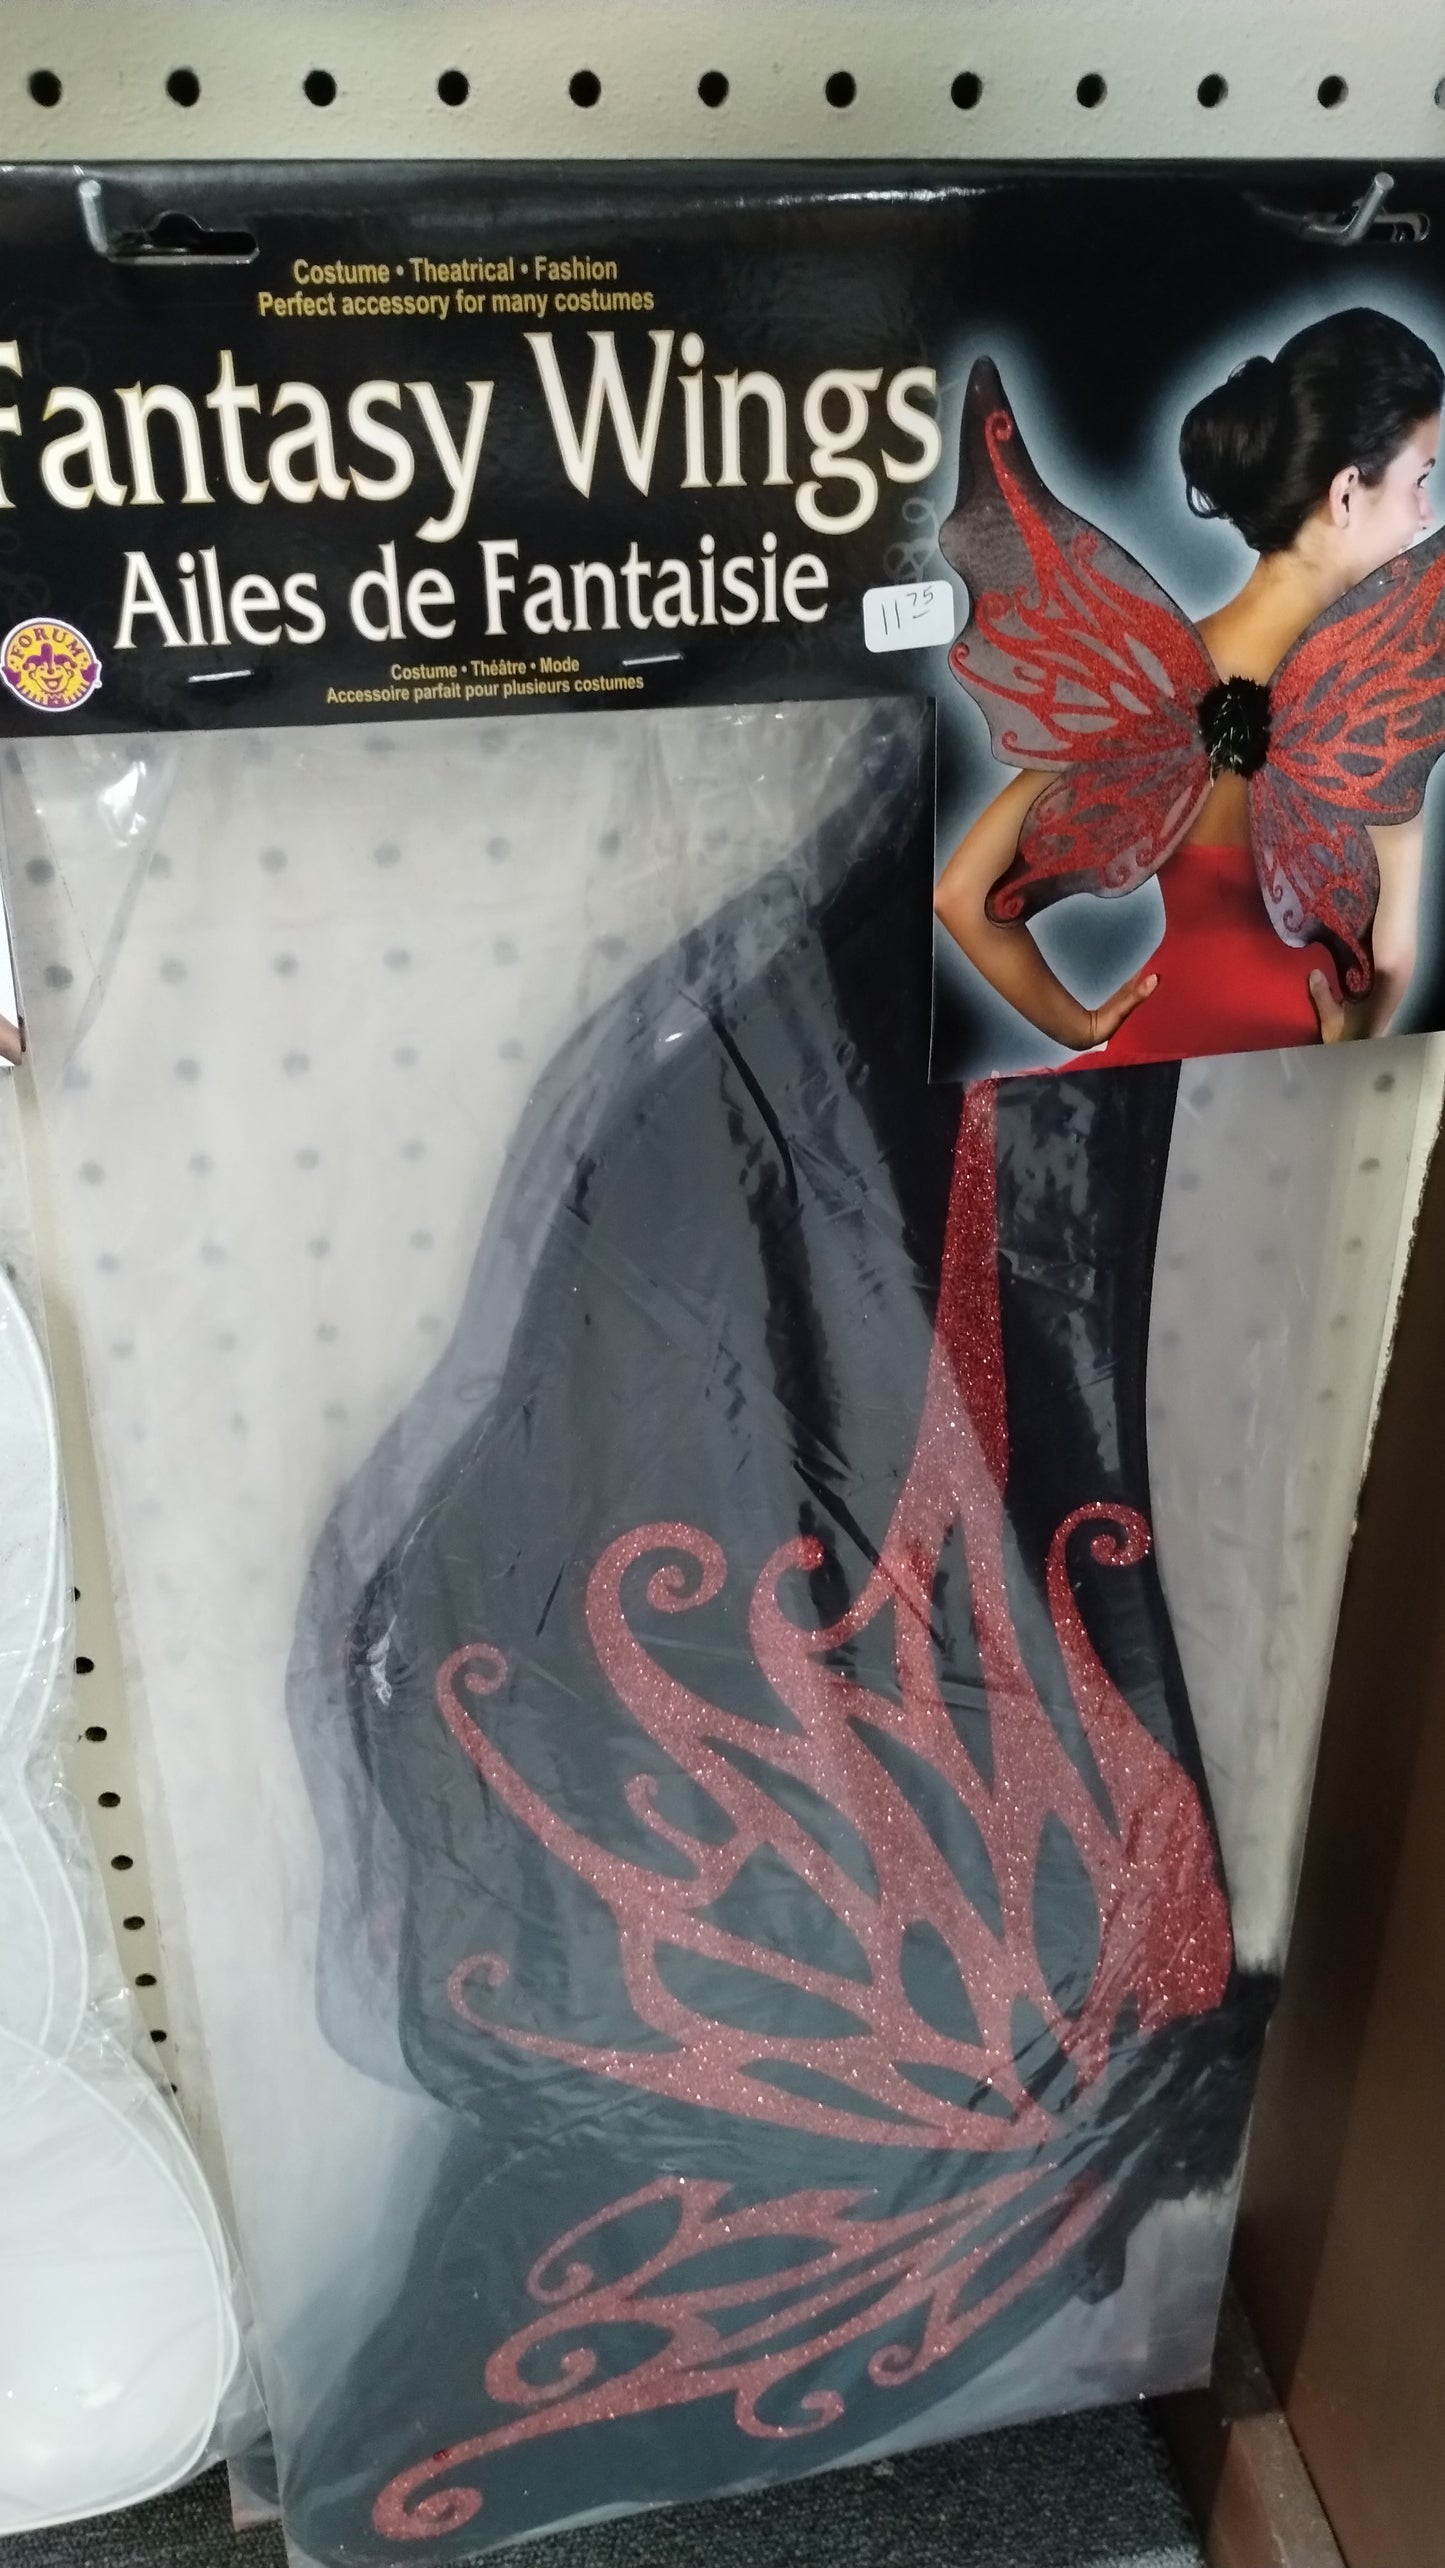 Costume • Theatrical • Fashion
Perfect accessory for many costumes
Fantasy Wings
Ailes de Fantaisie
11 75
FORUM
Costume • Théâtre • Mode
Accessoire parfait pour plusieurs costumes